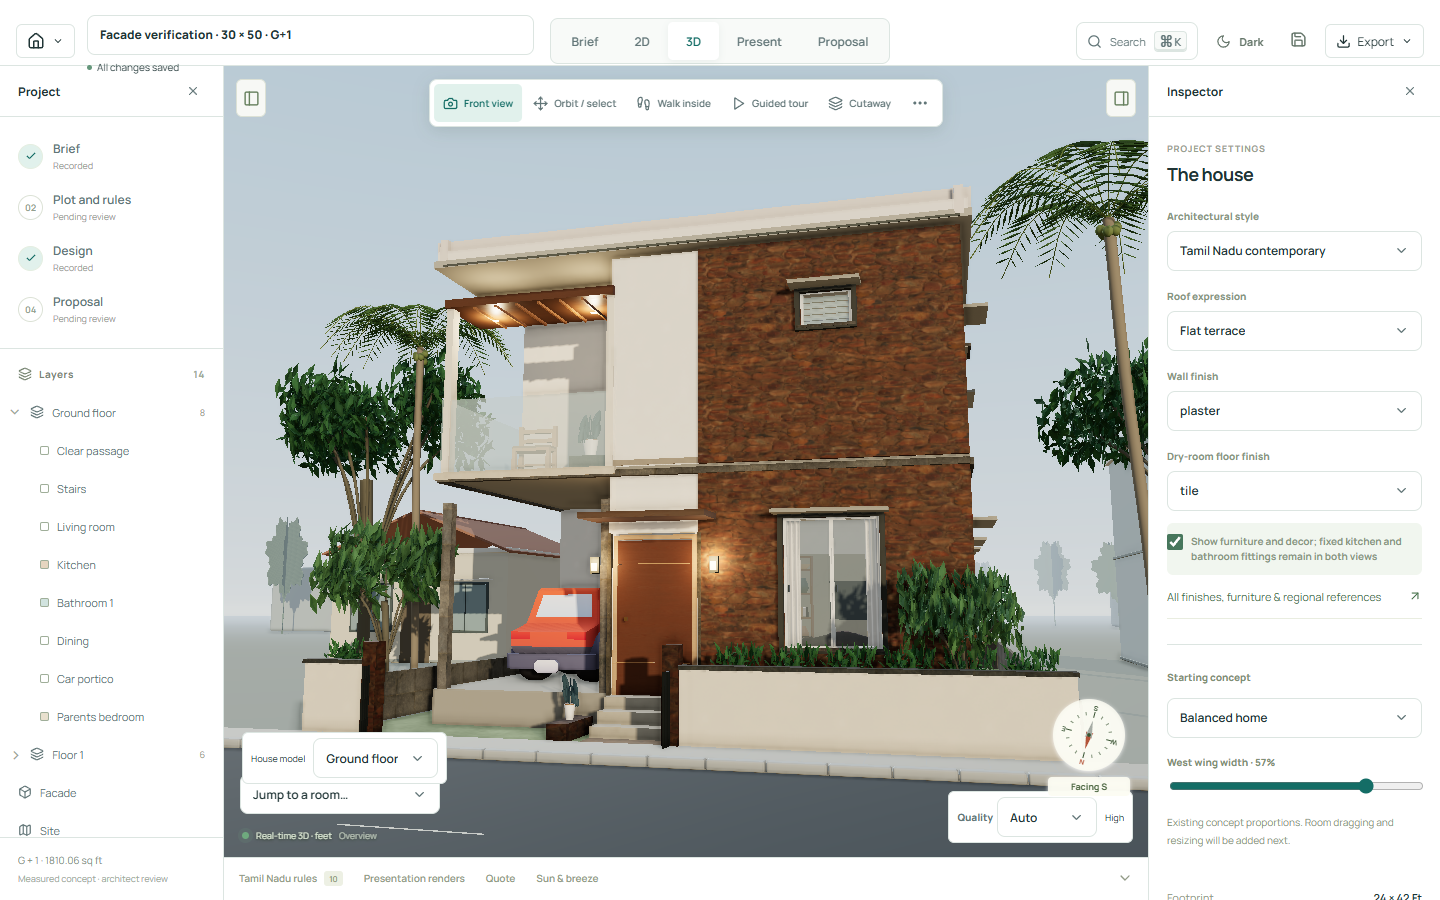 Facade verification · 30 × 50 · G+1
All changes saved
Brief
2D
3D
Present
Proposal
Search
⌘K
Dark
Export
Project
Brief
Recorded
02
Plot and rules
Pending review
Design
Recorded
04
Proposal
Pending review
Layers
14
Ground floor
8
Clear passage
Stairs
Living room
Kitchen
Bathroom 1
Dining
Car portico
Parents bedroom
Floor 1
6
Facade
Site
G + 1 · 1810.06 sq ft
Measured concept · architect review
Front view
Orbit / select
Walk inside
Guided tour
Cutaway
House model
Ground floor
Jump to a room...
Real-time 3D · feet
Overview
S
E
W
N
Facing S
Quality
Auto
High
Tamil Nadu rules
10
Presentation renders
Quote
Sun & breeze
Inspector
PROJECT SETTINGS
The house
Architectural style
Tamil Nadu contemporary
Roof expression
Flat terrace
Wall finish
plaster
Dry-room floor finish
tile
Show furniture and decor; fixed kitchen and
bathroom fittings remain in both views
All finishes, furniture & regional references
Starting concept
Balanced home
West wing width · 57%
Existing concept proportions. Room dragging and
resizing will be added next.
Footprint
24 × 42 Ft